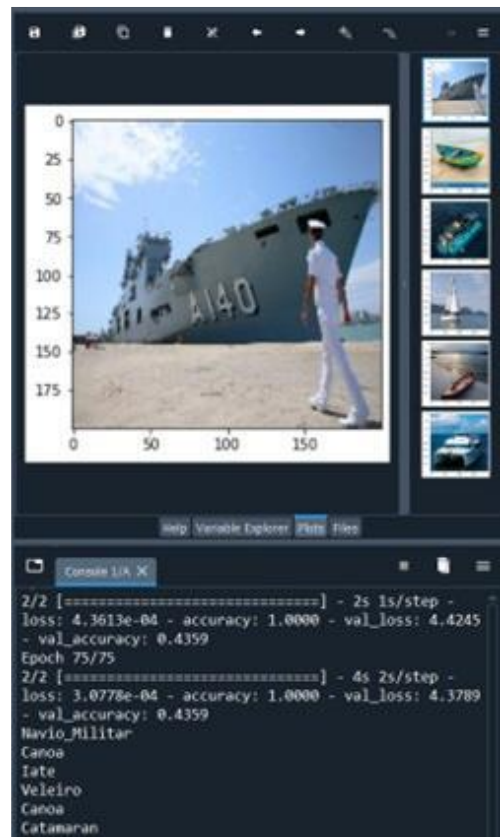 0
25
50
75
100
125
150
175
0 50 100 150
A140
Help Variable Explorer Plots Files
Console 1/A X
2/2 [==============================] - 2s 1s/step -
loss: 4.3613e-04 - accuracy: 1.0000 - val_loss: 4.4245
- val_accuracy: 0.4359
Epoch 75/75
2/2 [==============================] - 4s 2s/step -
loss: 3.0778e-04 - accuracy: 1.0000 - val_loss: 4.3789
- val_accuracy: 0.4359
Navio_Militar
Canoa
Iate
Veleiro
Canoa
Catamaran